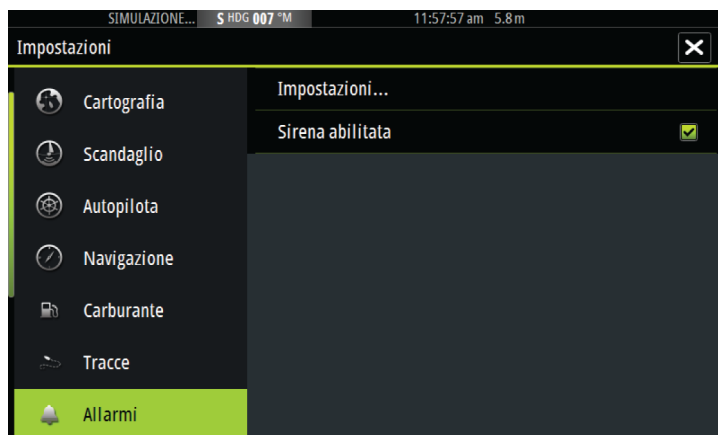 SIMULAZIONE... S HDG 007 °M 11:57:57 am 5.8 m
Impostazioni
Cartografia
Scandaglio
Autopilota
Navigazione
Carburante
Tracce
Allarmi
Impostazioni...
Sirena abilitata